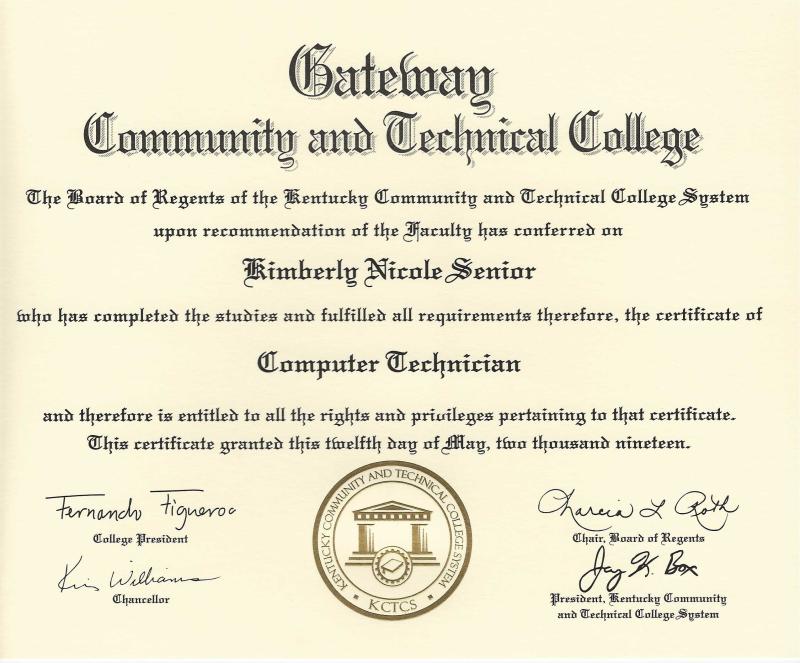 Gateway
Community and Technical College
The Board of Regents of the Kentucky Community and Technical College System
upon recommendation of the Faculty has conferred on
Kimberly Nicole Senior
who has completed the studies and fulfilled all requirements therefore, the certificate of
Computer Technician
and therefore is entitled to all the rights and privileges pertaining to that certificate.
This certificate granted this twelfth day of May, two thousand nineteen.
Fernando Figueroa
College President
Kris Williams
Chancellor
KENTUCKY COMMUNITY AND TECHNICAL COLLEGE SYSTEM
KCTCS
Marcia L Roth
Chair, Board of Regents
Jay K. Box
President, Kentucky Community
and Technical College System